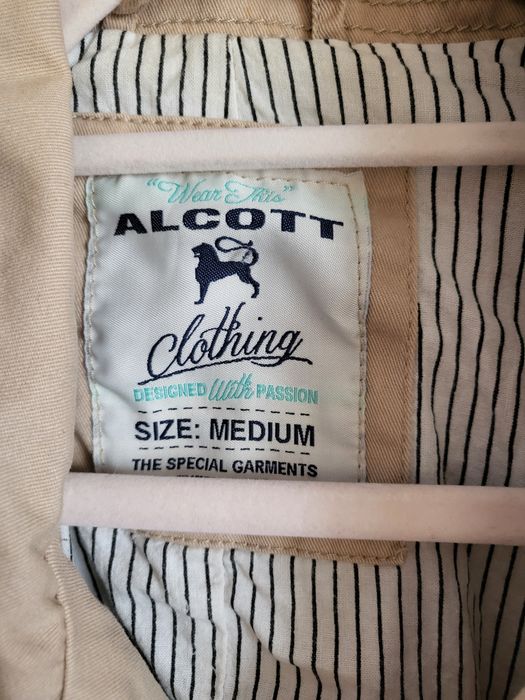 "Wear This"
ALCOTT
Clothing
DESIGNED With PASSION
SIZE: MEDIUM
THE SPECIAL GARMENTS